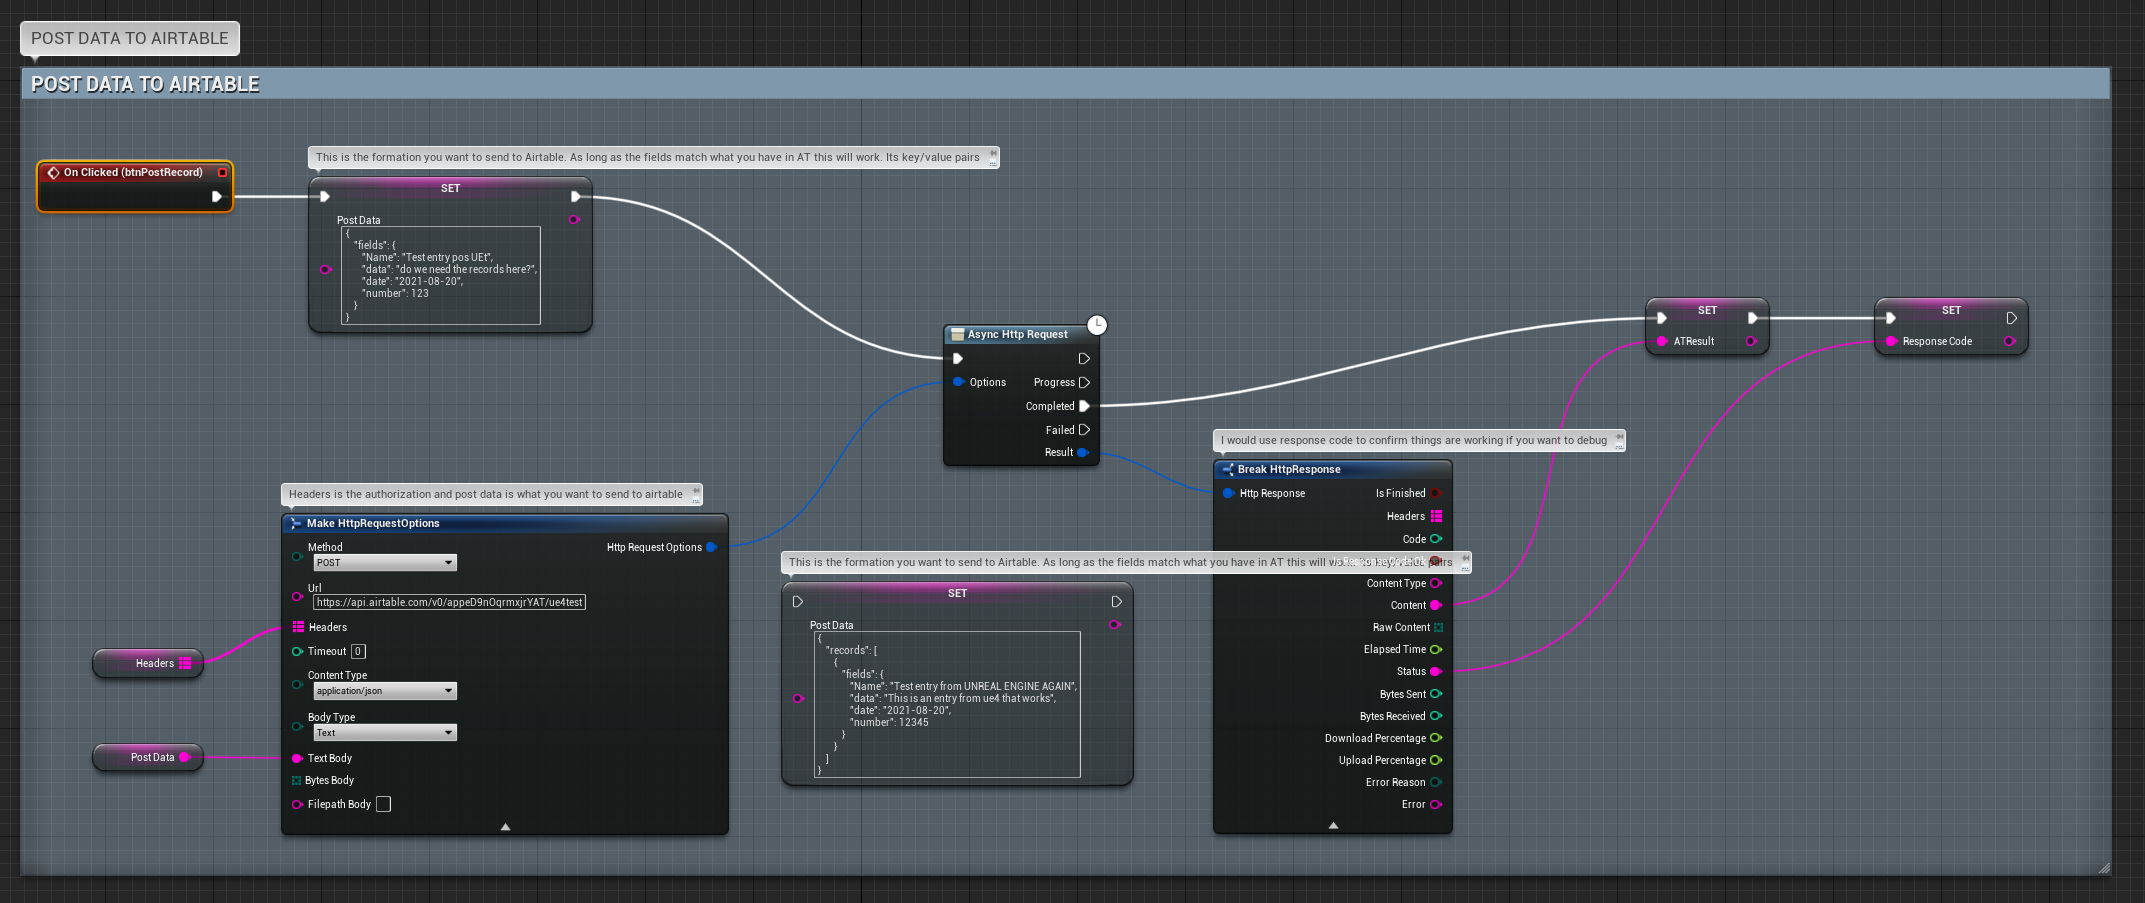 POST DATA TO AIRTABLE
POST DATA TO AIRTABLE
On Clicked (btnPostRecord)
This is the formation you want to send to Airtable. As long as the fields match what you have in AT this will work. Its key/value pairs
SET
Post Data
{
"fields": {
"Name": "Test entry pos UEt",
"data": "do we need the records here?",
"date": "2021-08-20",
"number": 123
}
}
Async Http Request
Options
Progress
Completed
Failed
Result
SET
ATResult
SET
Response Code
Headers is the authorization and post data is what you want to send to airtable
Make HttpRequestOptions
Method
POST
Http Request Options
Url
https://api.airtable.com/v0/appeD9nOqrmxjrYAT/ue4test
Headers
Timeout 0
Content Type
application/json
Body Type
Text
Text Body
Bytes Body
Filepath Body
Headers
Post Data
This is the formation you want to send to Airtable. As long as the fields match what you have in AT this will pairs
SET
Post Data
{
"records": [
{
"fields": {
"Name": "Test entry from UNREAL ENGINE AGAIN",
"data": "This is an entry from ue4 that works",
"date": "2021-08-20",
"number": 12345
}
}
]
}
I would use response code to confirm things are working if you want to debug
Break HttpResponse
Http Response
Is Finished
Headers
Code
Content Type
Content
Raw Content
Elapsed Time
Status
Bytes Sent
Bytes Received
Download Percentage
Upload Percentage
Error Reason
Error